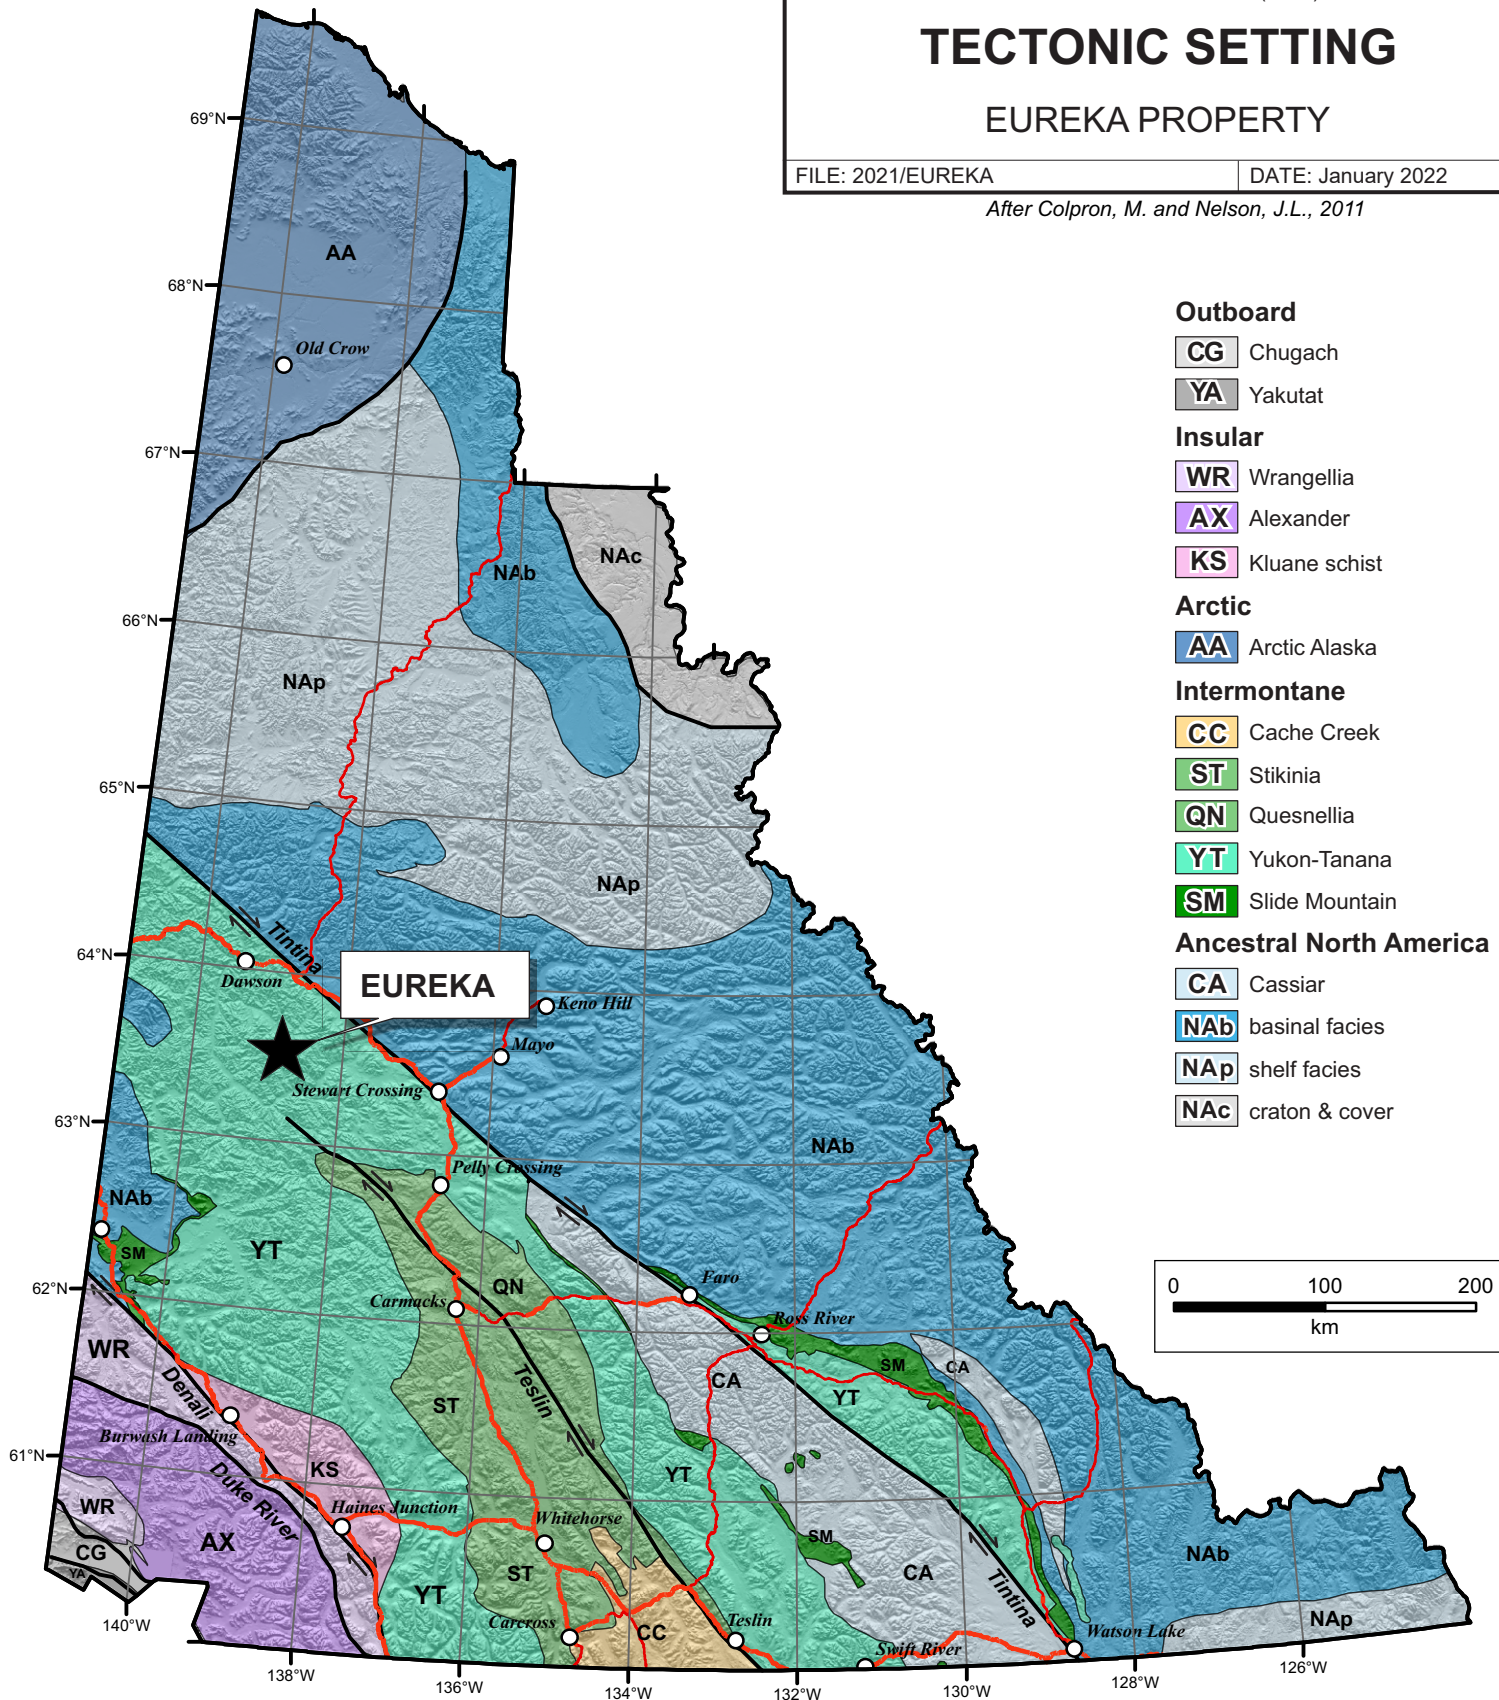 TECTONIC SETTING
EUREKA PROPERTY
FILE: 2021/EUREKA
DATE: January 2022
After Colpron, M. and Nelson, J.L., 2011
69°N
AA
68°N
Old Crow
67°N
NAb
NAc
66°N
NAp
65°N
NAp
64°N
Tintina
Dawson
EUREKA
Keno Hill
Mayo
Stewart Crossing
63°N
NAb
Pelly Crossing
NAb
SM
YT
62°N
QN
Faro
Carmacks
Ross River
WR
SM
CA
Denali
Teslin
CA
YT
ST
Burwash Landing
61°N
KS
YT
Duke River
WR
Haines Junction
Whitehorse
SM
AX
CG
YA
ST
CA
NAb
YT
Tintina
Carcross
CC
Teslin
Swift River
Watson Lake
NAp
140°W
138°W
136°W
134°W
132°W
130°W
128°W
126°W
Outboard
CG Chugach
YA Yakutat
Insular
WR Wrangellia
AX Alexander
KS Kluane schist
Arctic
AA Arctic Alaska
Intermontane
CC Cache Creek
ST Stikinia
QN Quesnellia
YT Yukon-Tanana
SM Slide Mountain
Ancestral North America
CA Cassiar
NAb basinal facies
NAp shelf facies
NAc craton & cover
0 100 200
km